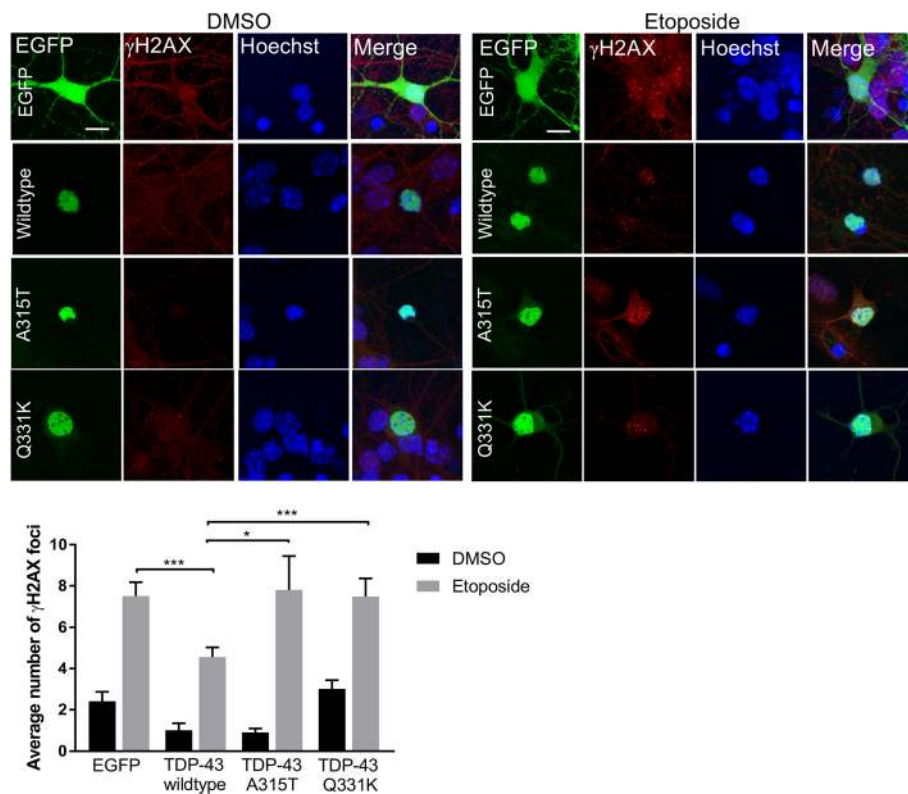 DMSO
Etoposide
EGFP γH2AX Hoechst Merge
EGFP γH2AX Hoechst Merge
EGFP
EGFP
Wildtype
Wildtype
A315T
A315T
Q331K
Q331K
***
***
*
DMSO
Etoposide
Average number of γH2AX foci
10
8
6
4
2
0
EGFP
TDP-43
wildtype
TDP-43
A315T
TDP-43
Q331K